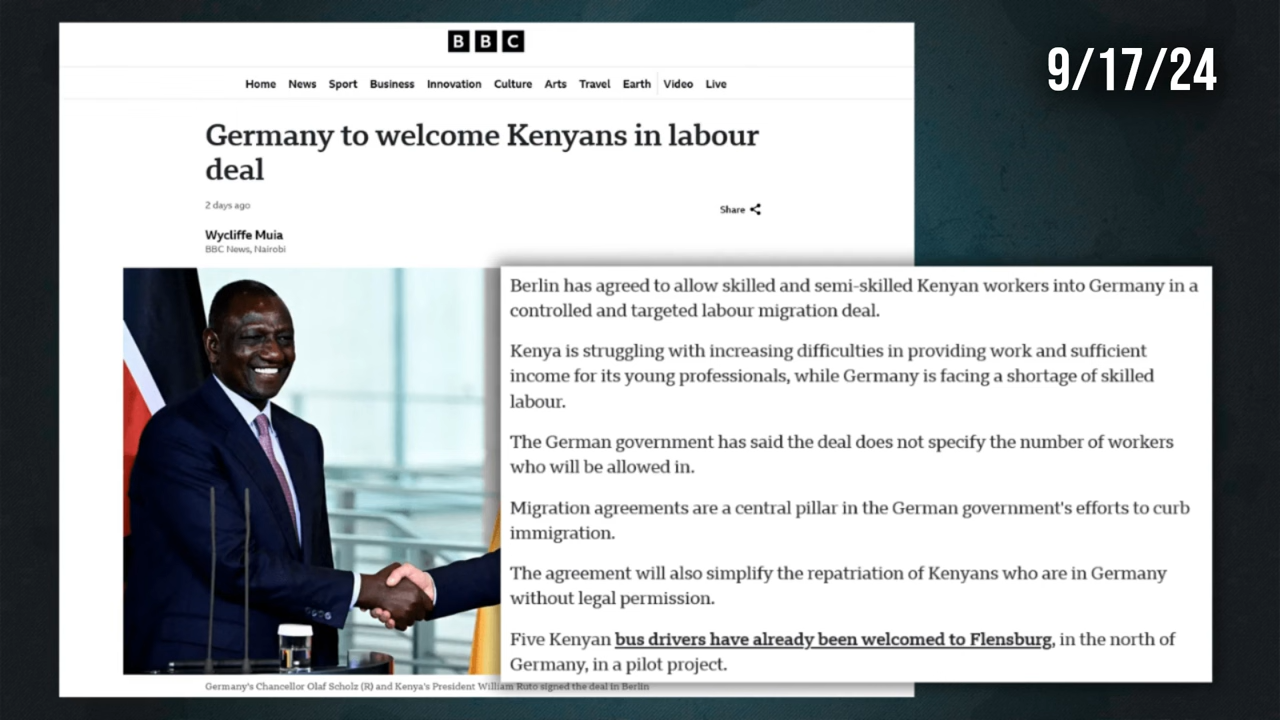 BBC
9/17/24
Home News Sport Business Innovation Culture Arts Travel Earth Video Live
Germany to welcome Kenyans in labour
deal
2 days ago
Share
Wycliffe Muia
BBC News, Nairobi
Berlin has agreed to allow skilled and semi-skilled Kenyan workers into Germany in a
controlled and targeted labour migration deal.
Kenya is struggling with increasing difficulties in providing work and sufficient
income for its young professionals, while Germany is facing a shortage of skilled
labour.
The German government has said the deal does not specify the number of workers
who will be allowed in.
Migration agreements are a central pillar in the German government's efforts to curb
immigration.
The agreement will also simplify the repatriation of Kenyans who are in Germany
without legal permission.
Five Kenyan bus drivers have already been welcomed to Flensburg, in the north of
Germany, in a pilot project.
Germany's Chancellor Olaf Scholz (R) and Kenya's President William Ruto signed the deal in Berlin